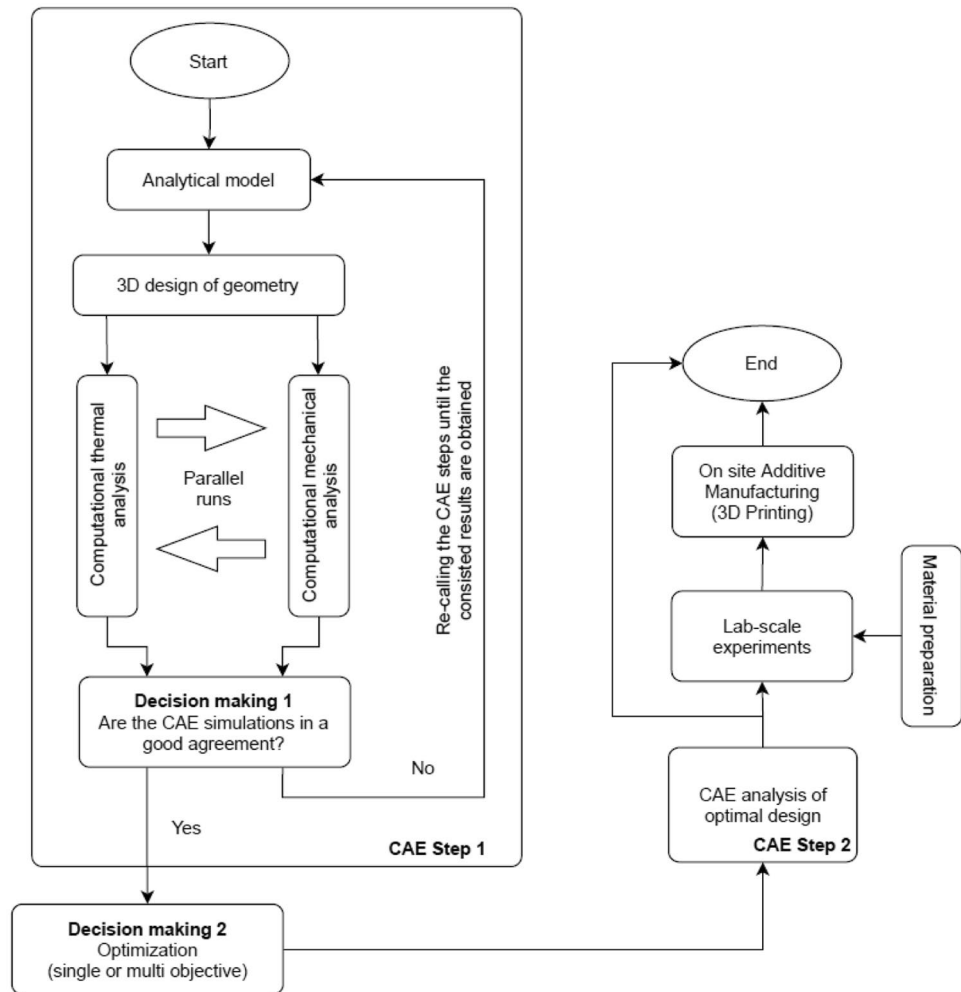 Start
Analytical model
3D design of geometry
Computational thermal
analysis
Parallel
runs
Computational mechanical
analysis
Re-calling the CAE steps until the
consisted results are obtained
Decision making 1
Are the CAE simulations in a
good agreement?
No
Yes
CAE Step 1
Decision making 2
Optimization
(single or multi objective)
CAE analysis of
optimal design
CAE Step 2
Lab-scale
experiments
Material preparation
On site Additive
Manufacturing
(3D Printing)
End